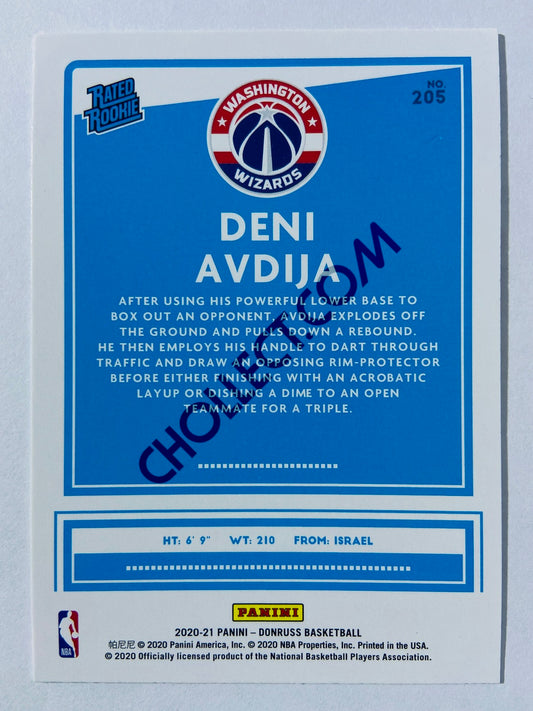 RATED
ROOKIE
WASHINGTON
WIZARDS
NO.
205
DENI
AVDIJA
AFTER USING HIS POWERFUL LOWER BASE TO
BOX OUT AN OPPONENT, AVDIJA EXPLODES OFF
THE GROUND AND PULLS DOWN A REBOUND.
HE THEN EMPLOYS HIS HANDLE TO DART THROUGH
TRAFFIC AND DRAW AN OPPOSING RIM-PROTECTOR
BEFORE EITHER FINISHING WITH AN ACROBATIC
LAYUP OR DISHING A DIME TO AN OPEN
TEAMMATE FOR A TRIPLE.
CHOLLECT.COM
HT: 6' 9" WT: 210 FROM: ISRAEL
PANINI
NBA
2020-21 PANINI – DONRUSS BASKETBALL
帕尼尼 © 2020 Panini America, Inc. © 2020 NBA Properties, Inc. Printed in the USA.
© 2020 Officially licensed product of the National Basketball Players Association.